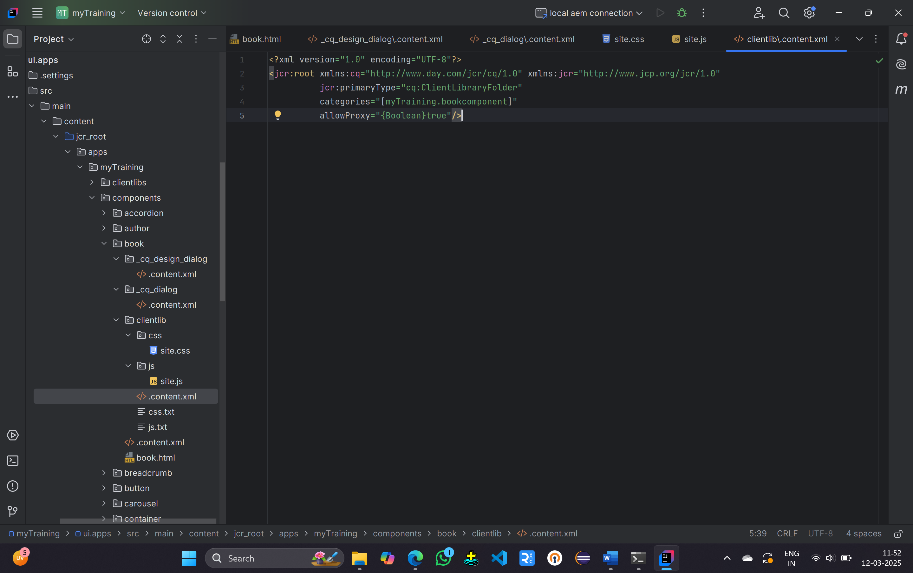 MT myTraining Version control local aem connection
Project book.html _cq_design_dialog\.content.xml _cq_dialog\.content.xml site.css site.js clientlib\.content.xml
ui.apps
.settings
src
main
content
jcr_root
apps
myTraining
clientlibs
components
accordion
author
book
_cq_design_dialog
.content.xml
_cq_dialog
.content.xml
clientlib
css
site.css
js
site.js
.content.xml
css.txt
js.txt
.content.xml
book.html
breadcrumb
button
carousel
container
1 <?xml version="1.0" encoding="UTF-8"?>
2 <jcr:root xmlns:cq="http://www.day.com/jcr/cq/1.0" xmlns:jcr="http://www.jcp.org/jcr/1.0"
3 jcr:primaryType="cq:ClientLibraryFolder"
4 categories="[myTraining.bookcomponent]"
5 allowProxy="{Boolean}true"/>
myTraining ui.apps src main content jcr_root apps myTraining components book clientlib .content.xml 5:39 CRLF UTF-8 4 spaces
3 Search 1 ENG
IN 11:52
12-03-2025